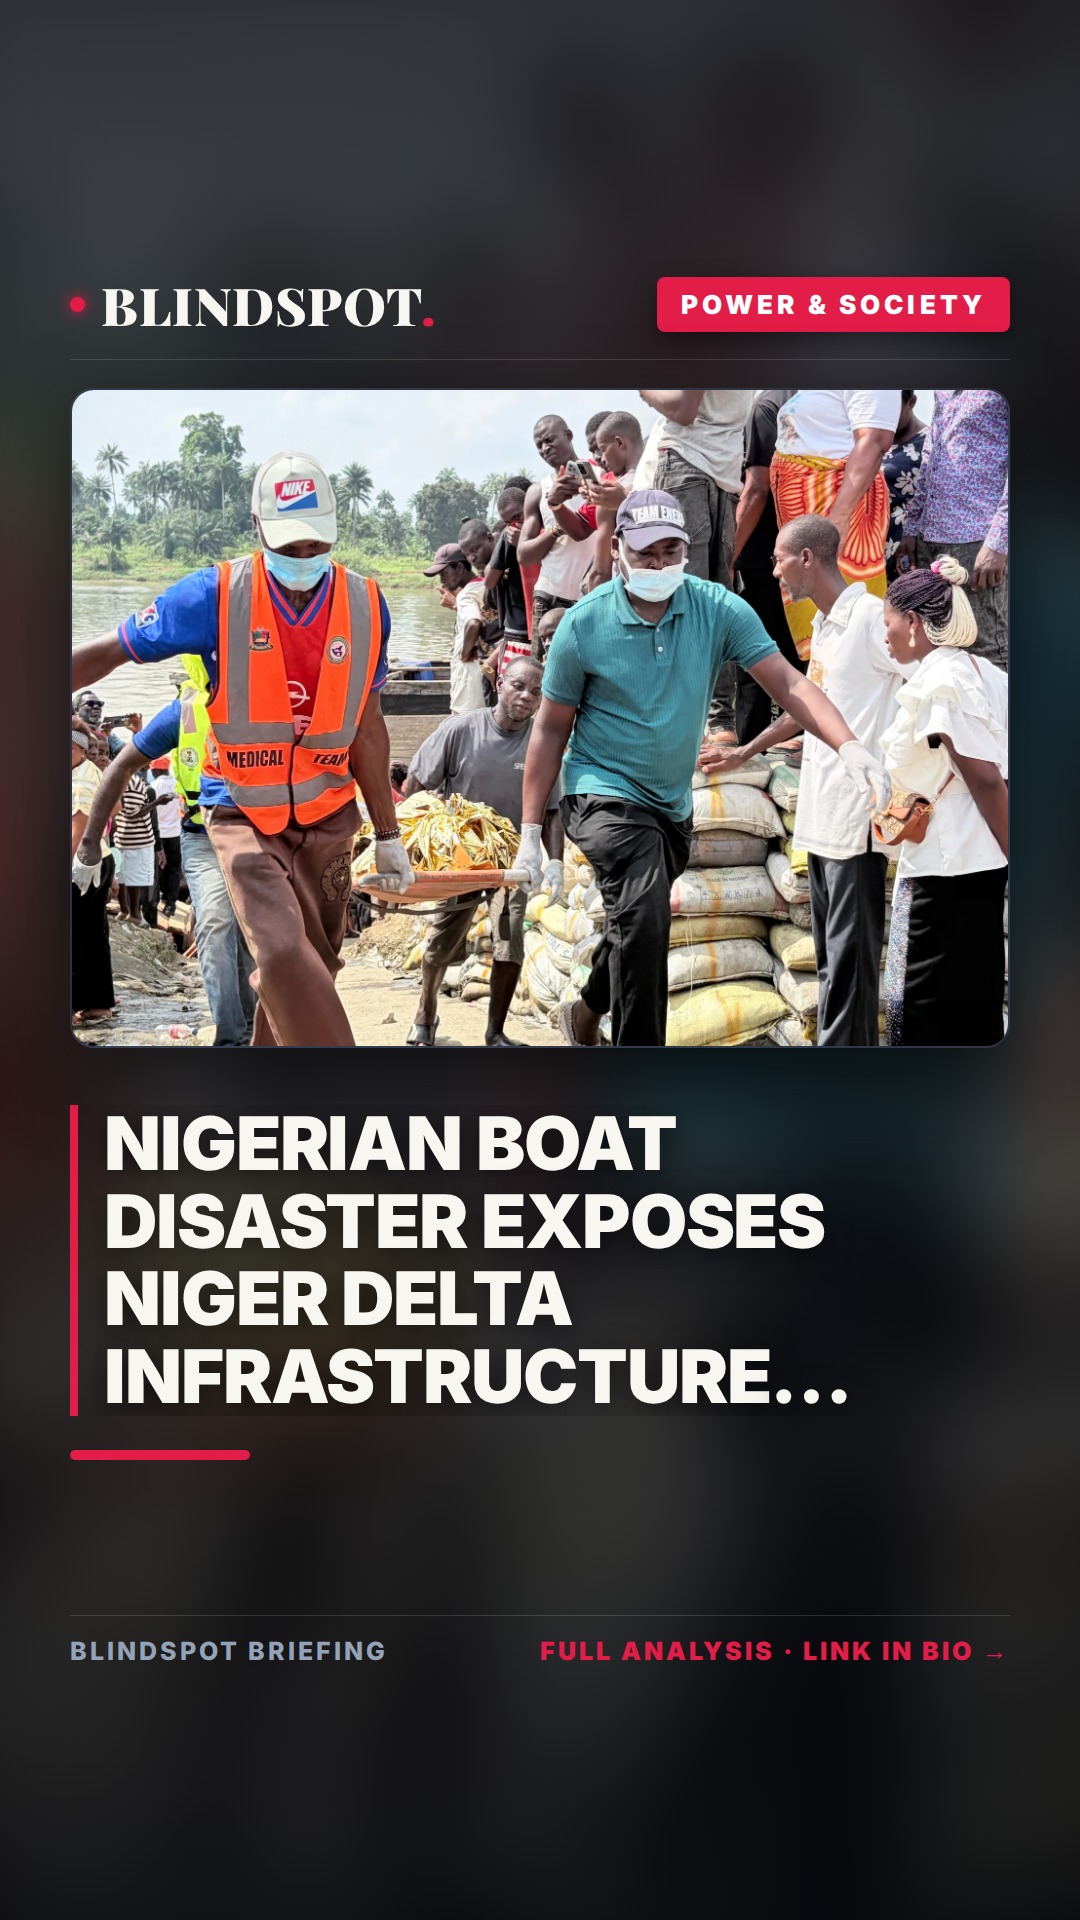 BLINDSPOT.
POWER & SOCIETY
NIKE
TEAM
MEDICAL TEAM
NIGERIAN BOAT
DISASTER EXPOSES
NIGER DELTA
INFRASTRUCTURE...
BLINDSPOT BRIEFING
FULL ANALYSIS · LINK IN BIO →